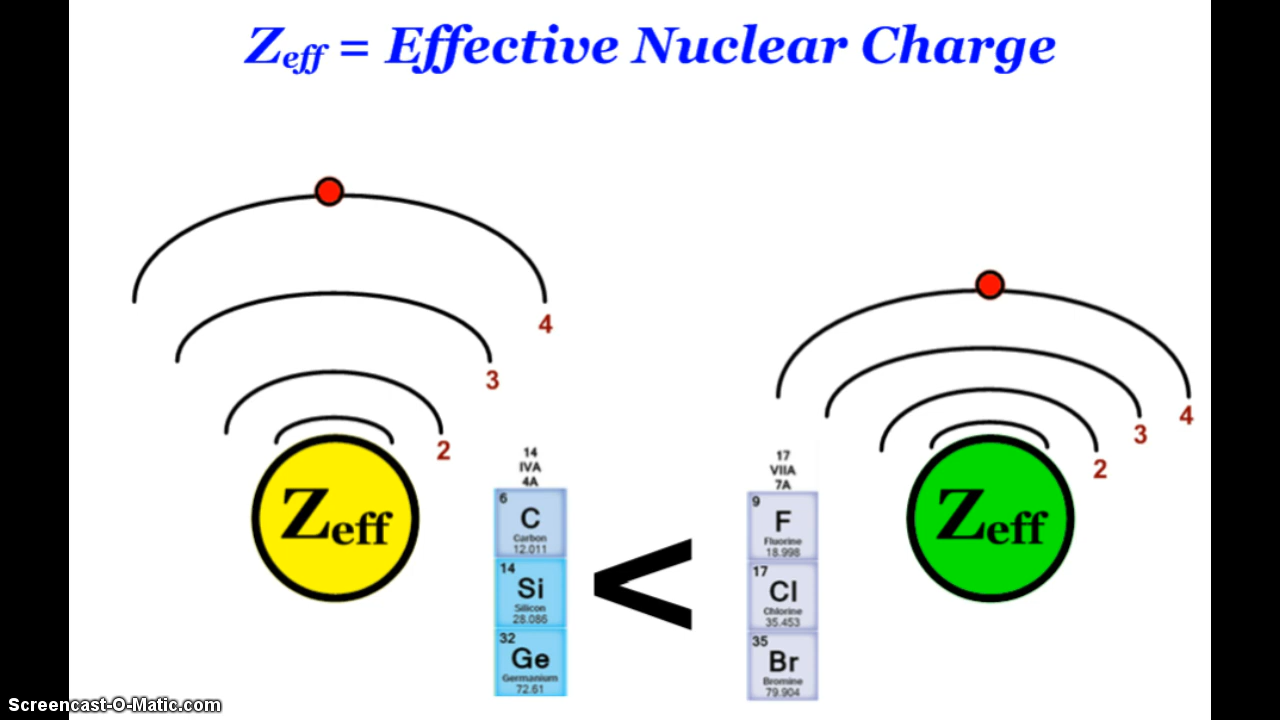 Zeff = Effective Nuclear Charge
4
3
2
Zeff
14
IVA
4A
6
C
Carbon
12.011
14
Si
Silicon
28.086
32
Ge
Germanium
72.61
<
17
VIIA
7A
9
F
Fluorine
18.998
17
Cl
Chlorine
35.453
35
Br
Bromine
79.904
4
3
2
Zeff
Screencast-O-Matic.com